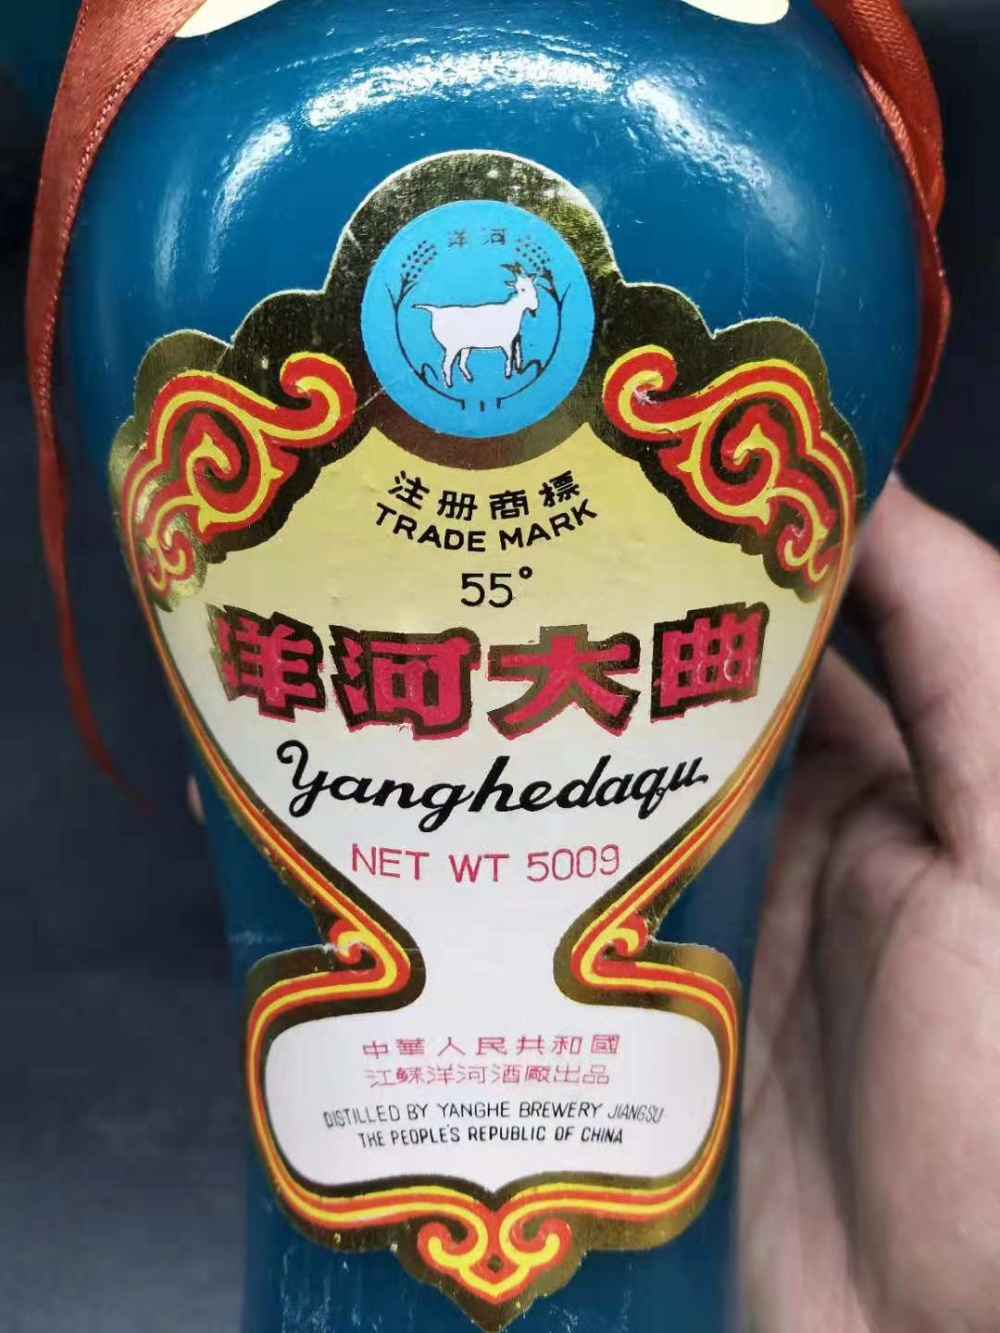 洋河
注册商標
TRADE MARK
55°
洋河大曲
Yanghedaqu
NET WT 500g
中華人民共和國
江蘇洋河酒廠出品
DISTILLED BY YANGHE BREWERY JIANGSU
THE PEOPLE'S REPUBLIC OF CHINA